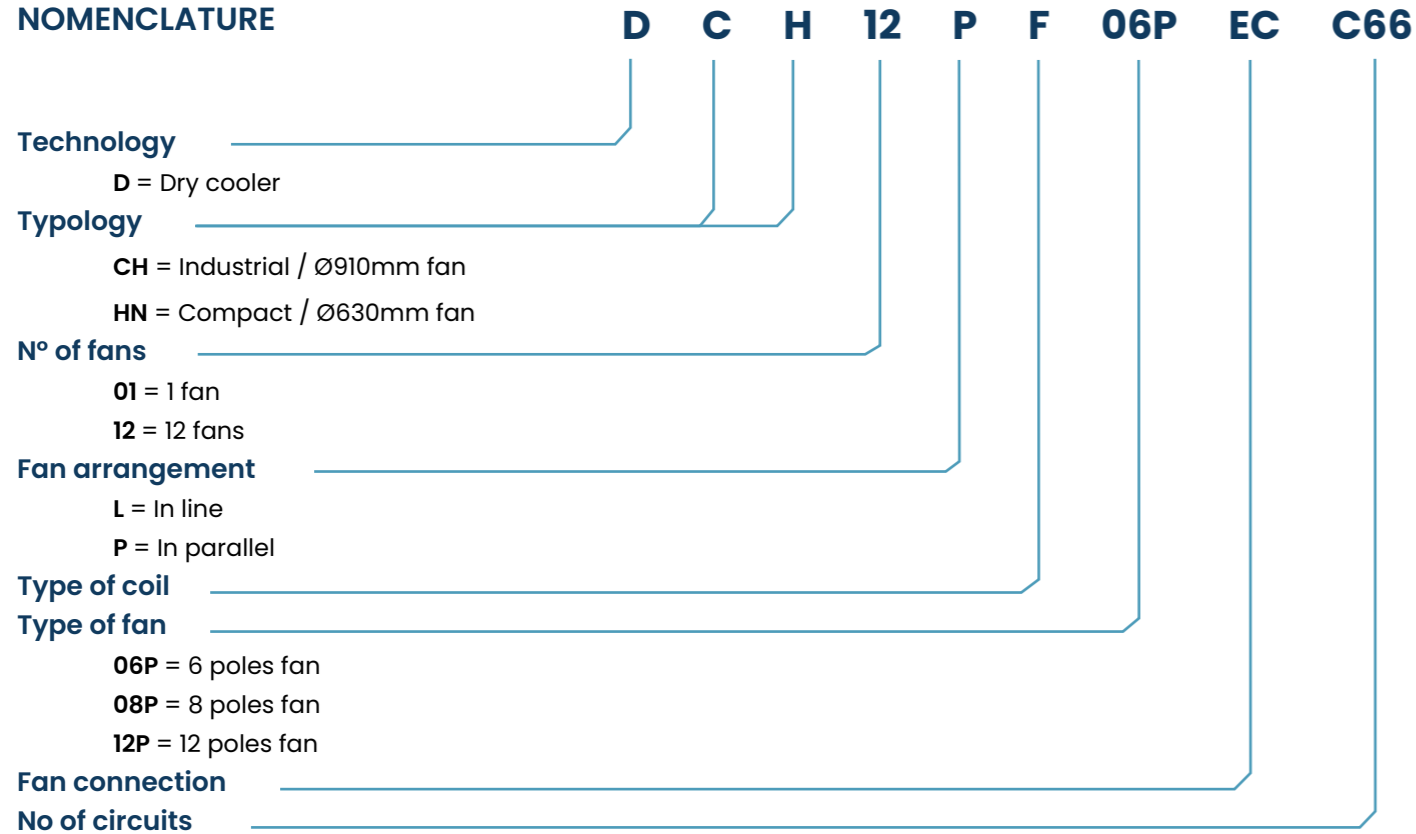 NOMENCLATURE D C H 12 P F 06P EC C66
Technology
D = Dry cooler
Typology
CH = Industrial / Ø910mm fan
HN = Compact / Ø630mm fan
Nº of fans
01 = 1 fan
12 = 12 fans
Fan arrangement
L = In line
P = In parallel
Type of coil
Type of fan
06P = 6 poles fan
08P = 8 poles fan
12P = 12 poles fan
Fan connection
No of circuits